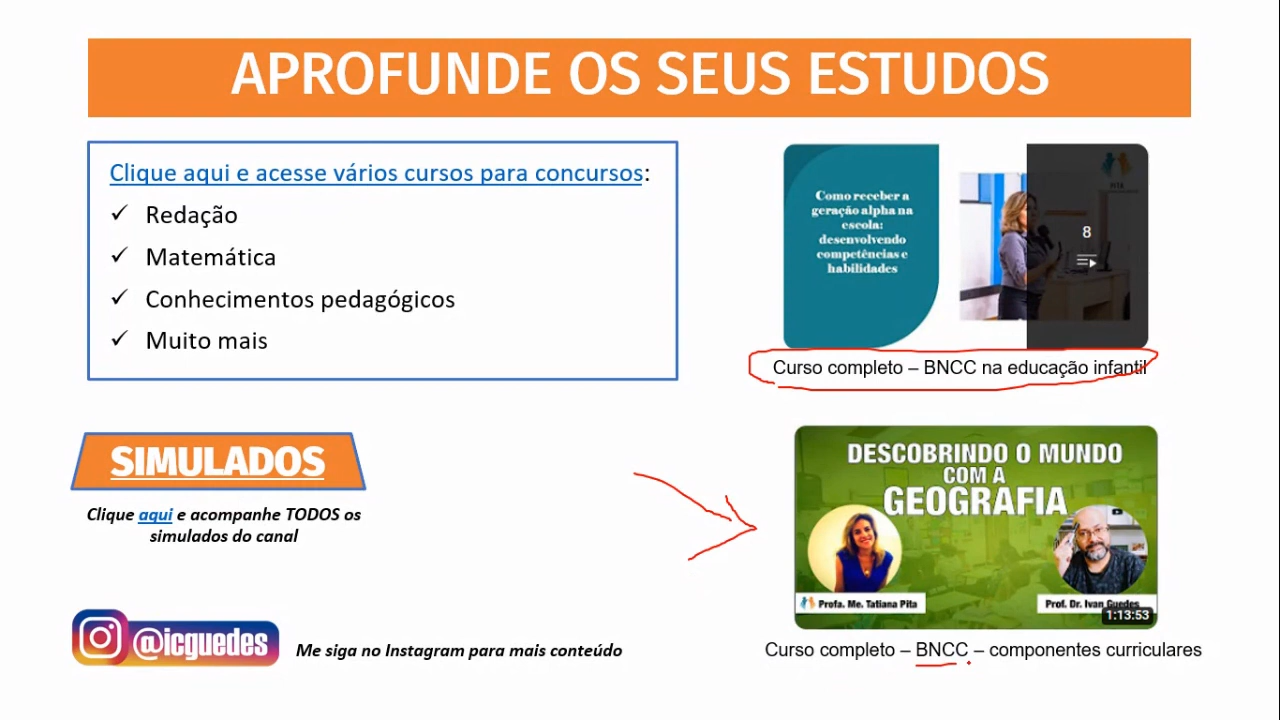 APROFUNDE OS SEUS ESTUDOS
Clique aqui e acesse vários cursos para concursos:
✓ Redação
✓ Matemática
✓ Conhecimentos pedagógicos
✓ Muito mais
Como receber a
geração alpha na
escola:
desenvolvendo
competências e
habilidades
8
Curso completo – BNCC na educação infantil
SIMULADOS
Clique aqui e acompanhe TODOS os
simulados do canal
DESCOBRINDO O MUNDO
COM A
GEOGRAFIA
Profa. Me. Tatiana Pita
Prof. Dr. Ivan Guedes
1:13:53
Curso completo – BNCC – componentes curriculares
@icguedes
Me siga no Instagram para mais conteúdo